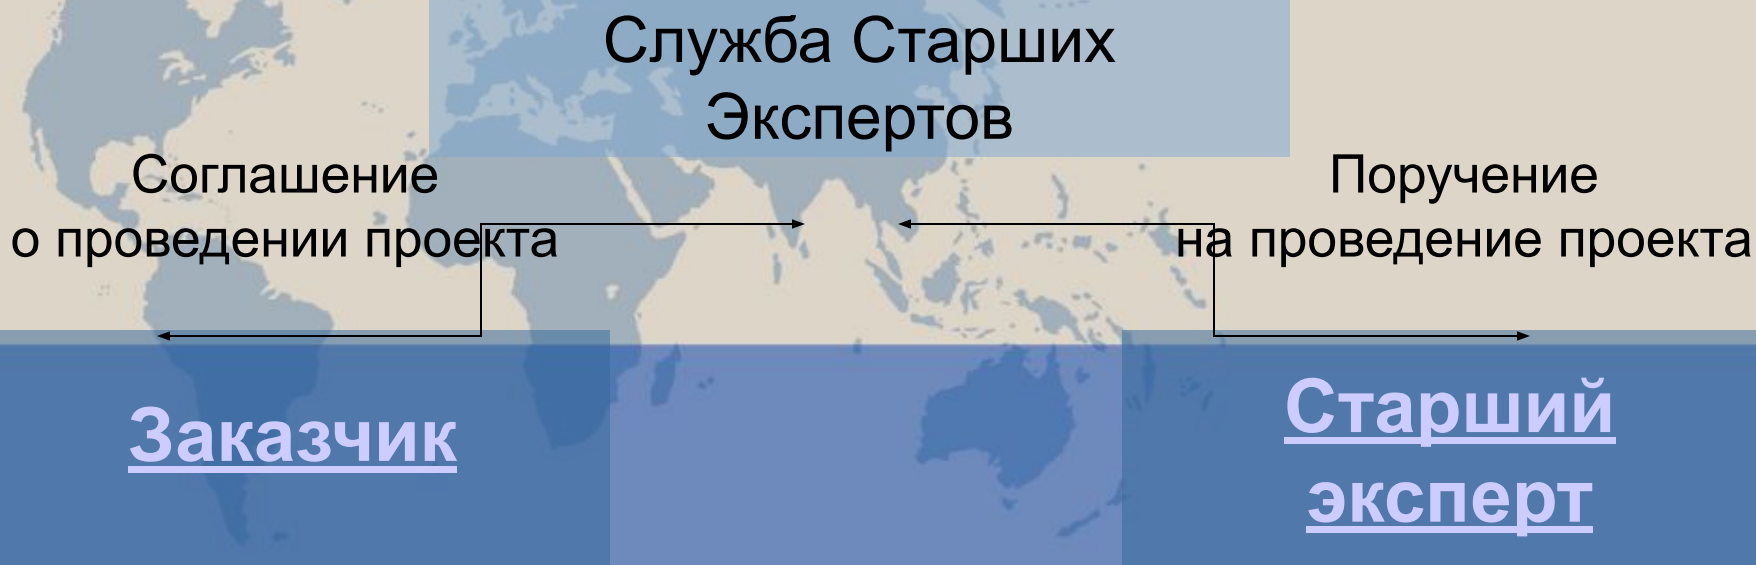 Служба Старших
Экспертов
Соглашение
о проведении проекта
Поручение
на проведение проекта
Заказчик
Старший
эксперт